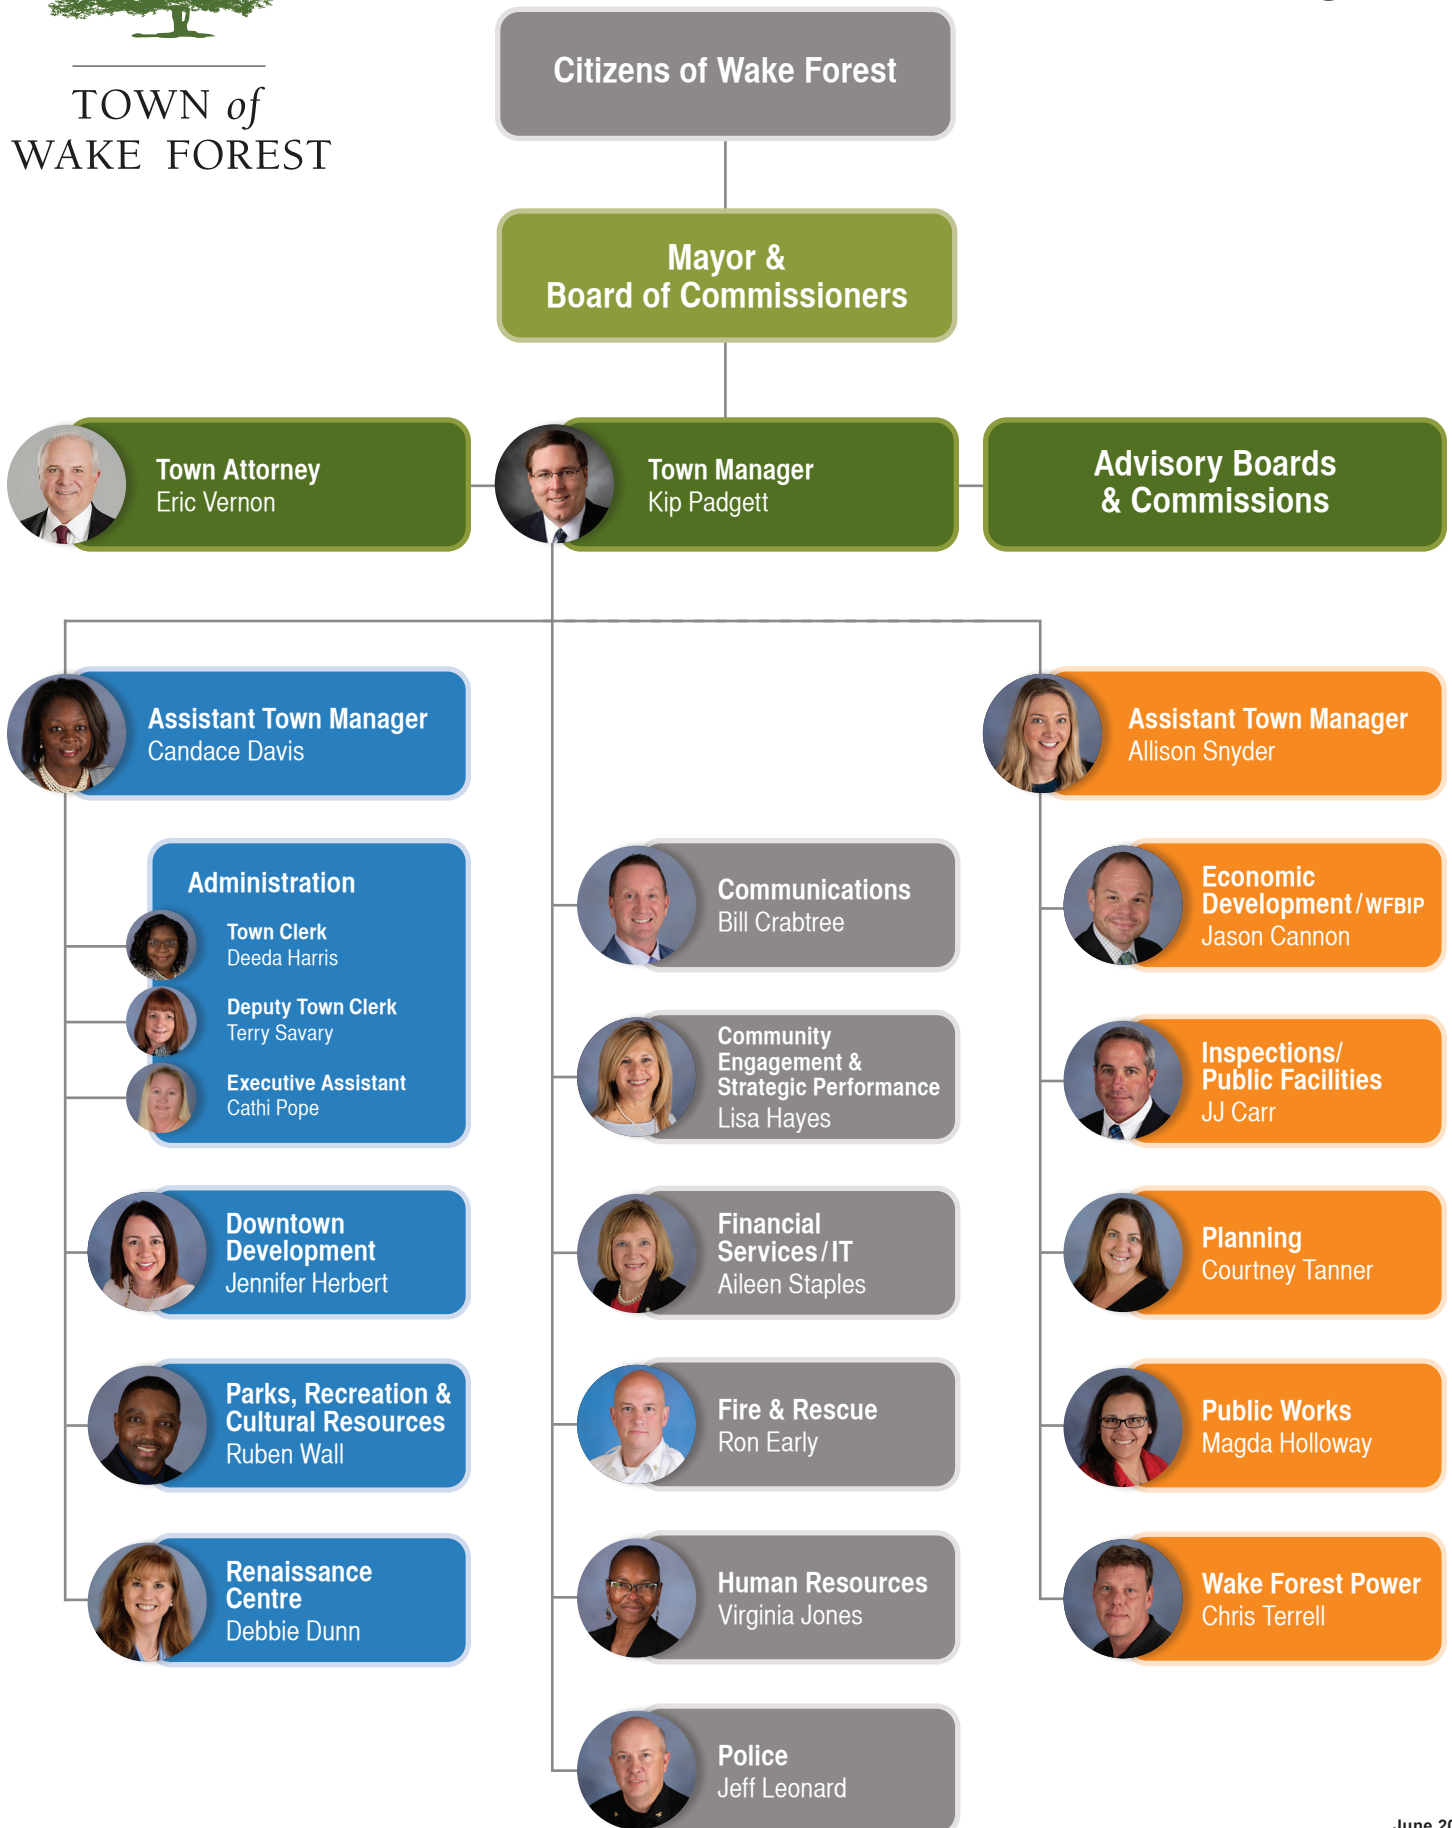 TOWN of
WAKE FOREST
Citizens of Wake Forest
Mayor &
Board of Commissioners
Town Attorney
Eric Vernon
Town Manager
Kip Padgett
Advisory Boards
& Commissions
Assistant Town Manager
Candace Davis
Assistant Town Manager
Allison Snyder
Administration
Town Clerk
Deeda Harris
Deputy Town Clerk
Terry Savary
Executive Assistant
Cathi Pope
Downtown
Development
Jennifer Herbert
Parks, Recreation &
Cultural Resources
Ruben Wall
Renaissance
Centre
Debbie Dunn
Communications
Bill Crabtree
Community
Engagement &
Strategic Performance
Lisa Hayes
Financial
Services/IT
Aileen Staples
Fire & Rescue
Ron Early
Human Resources
Virginia Jones
Police
Jeff Leonard
Economic
Development/WFBIP
Jason Cannon
Inspections/
Public Facilities
JJ Carr
Planning
Courtney Tanner
Public Works
Magda Holloway
Wake Forest Power
Chris Terrell
June